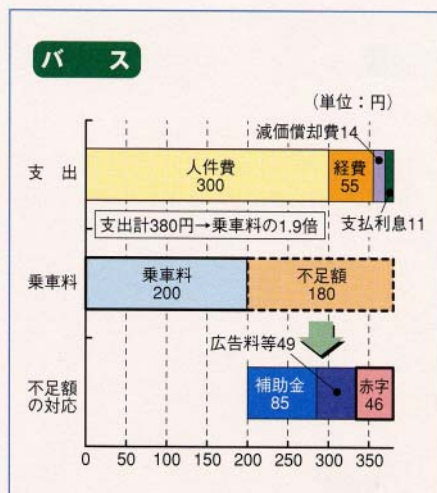 バス
(単位：円)
減価償却費14
支出
人件費
300
経費
55
支払利息11
支出計380円→乗車料の1.9倍
乗車料
乗車料
200
不足額
180
広告料等49
不足額
の対応
補助金
85
赤字
46
0 50 100 150 200 250 300 350